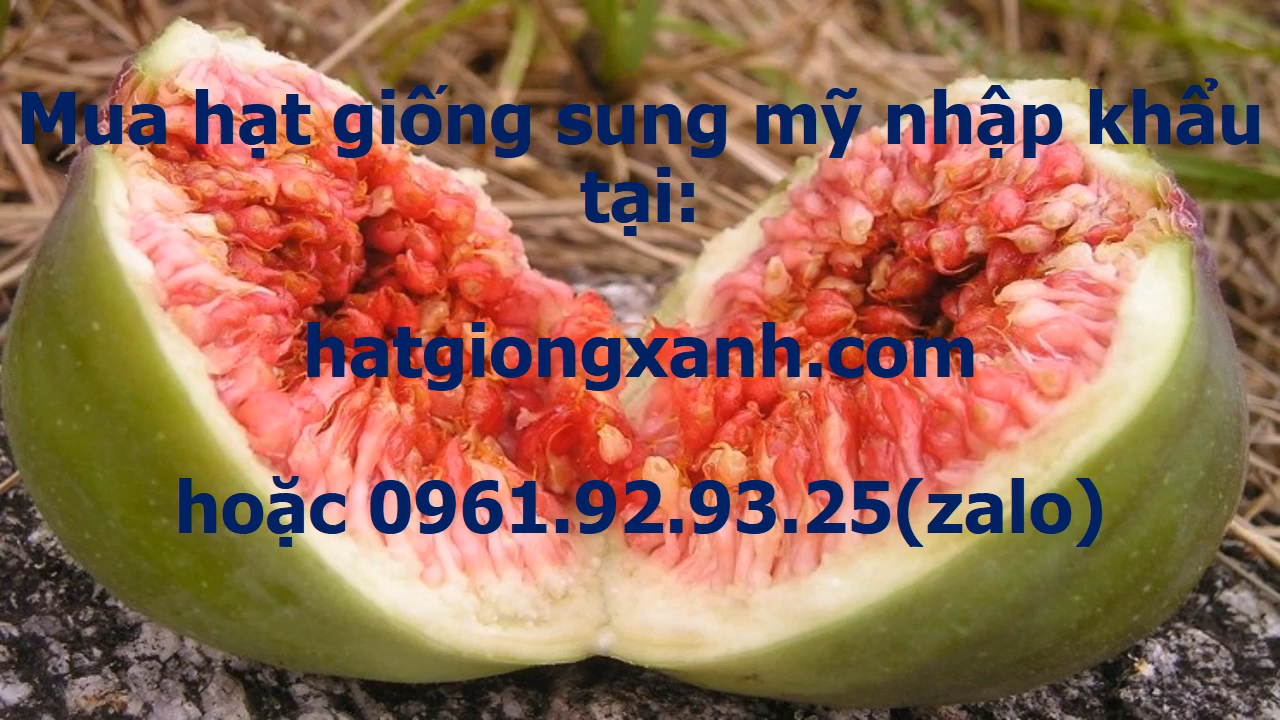 Mua hạt giống sung mỹ nhập khẩu
tại:
hatgiongxanh.com
hoặc 0961.92.93.25(zalo)